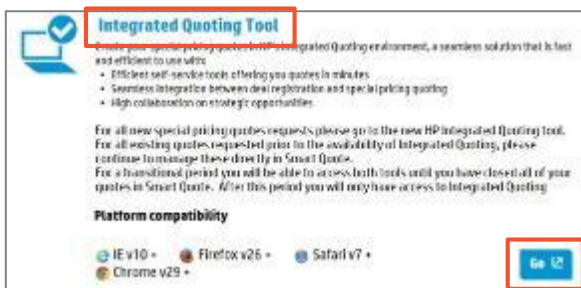 Integrated Quoting Tool
Create your special pricing quotes in HP's Integrated Quoting environment, a seamless solution that is fast
and efficient to use with:
• Efficient self-service tools offering you quotes in minutes
• Seamless integration between deal registration and special pricing quoting
• High collaboration on strategic opportunities
For all new special pricing quotes requests please go to the new HP Integrated Quoting tool.
For all existing quotes requested prior to the availability of Integrated Quoting, please
continue to manage these directly in Smart Quote.
For a transitional period you will be able to access both tools until you have closed all of your
quotes in Smart Quote. After this period you will only have access to Integrated Quoting
Platform compatibility
IE v10 + Firefox v26 + Safari v7 +
Chrome v29 +
Go